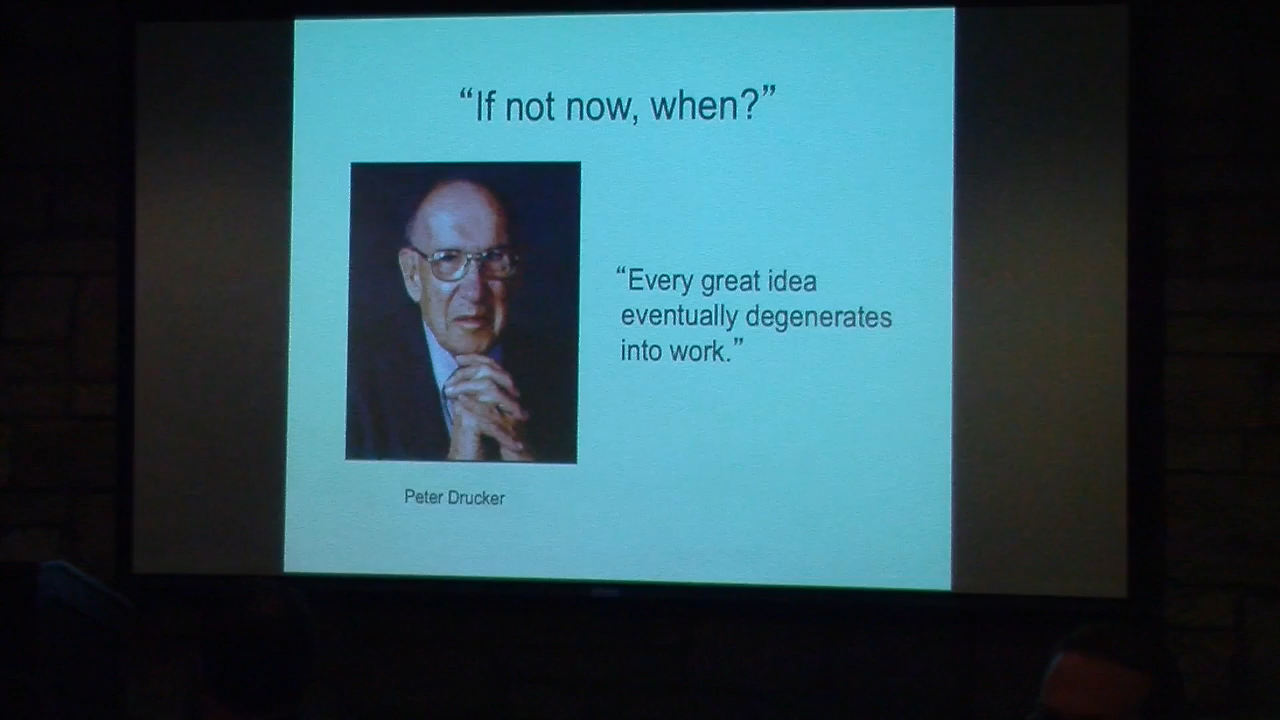 “If not now, when?”
“Every great idea
eventually degenerates
into work.”
Peter Drucker